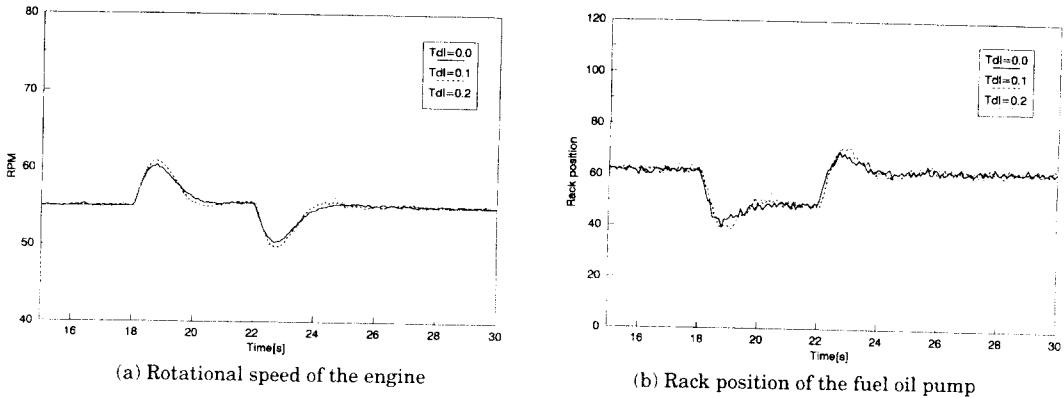 80
70
60
50
40
RPM
Tdl=0.0
Tdl=0.1
Tdl=0.2
16
18
20
22
24
26
28
30
Time[s]
(a) Rotational speed of the engine
120
100
80
60
40
20
0
Rack position
Tdl=0.0
Tdl=0.1
Tdl=0.2
16
18
20
22
24
26
28
30
Time[s]
(b) Rack position of the fuel oil pump